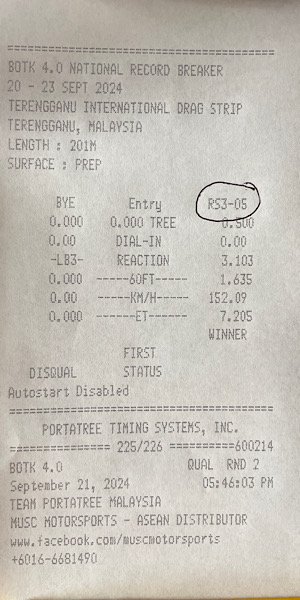 ================================
BOTK 4.0 NATIONAL RECORD BREAKER
20 - 23 SEPT 2024
TERENGGANU INTERNATIONAL DRAG STRIP
TERENGGANU, MALAYSIA
LENGTH : 201M
SURFACE : PREP
BYE Entry RS3-05
0.000 0.000 TREE 0.500
0.00 DIAL-IN 0.00
-LB3- REACTION 3.103
0.000 -----60FT----- 1.635
0.00 -----KM/H----- 152.09
0.000 ------ET------ 7.205
WINNER
FIRST
DISQUAL STATUS
Autostart Disabled
================================
PORTATREE TIMING SYSTEMS, INC.
=============== 225/226 ==========600214
BOTK 4.0 QUAL RND 2
September 21, 2024 05:46:03 PM
TEAM PORTATREE MALAYSIA
MUSC MOTORSPORTS - ASEAN DISTRIBUTOR
www.facebook.com/muscmotorsports
+6016-6681490